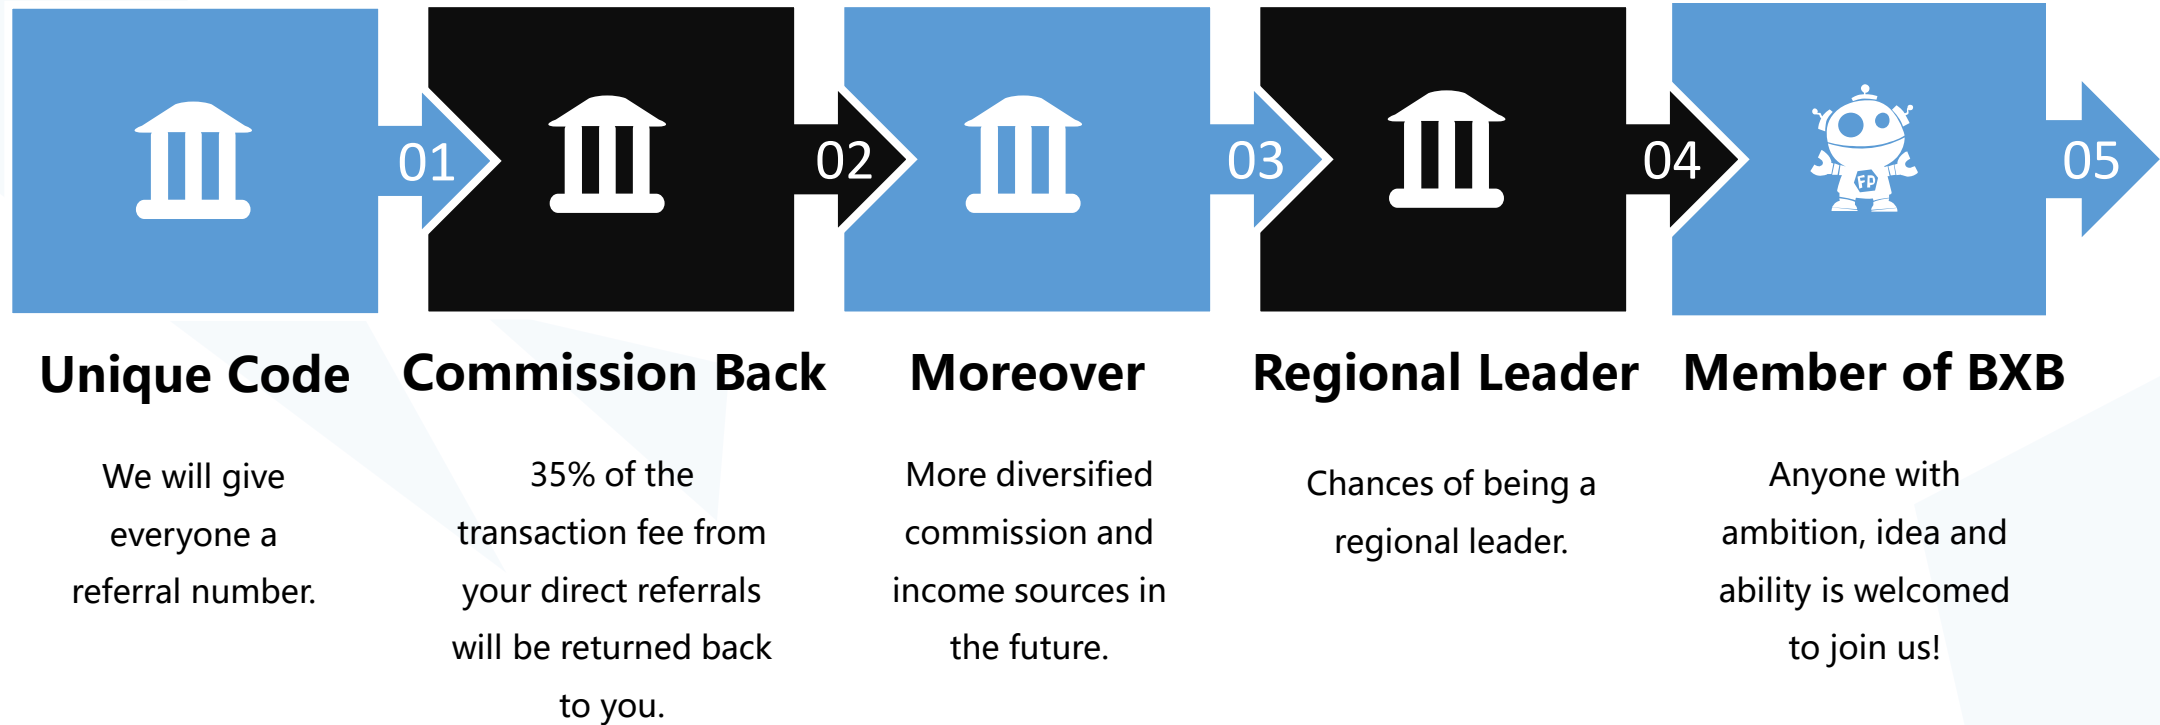 01
02
03
04
05
FP
Unique Code
We will give
everyone a
referral number.
Commission Back
35% of the
transaction fee from
your direct referrals
will be returned back
to you.
Moreover
More diversified
commission and
income sources in
the future.
Regional Leader
Chances of being a
regional leader.
Member of BXB
Anyone with
ambition, idea and
ability is welcomed
to join us!